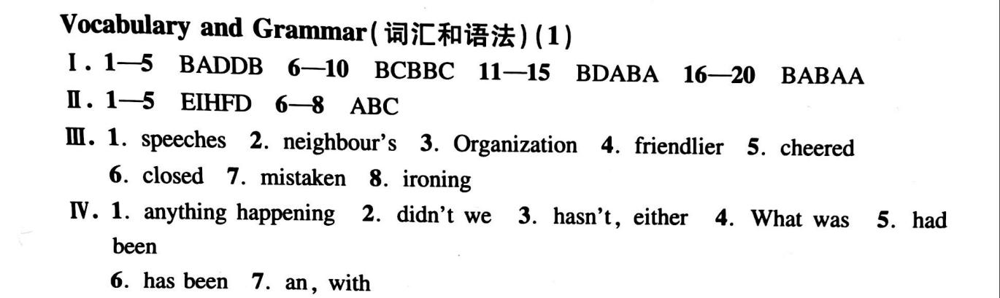 Vocabulary and Grammar(词汇和语法)(1)
Ⅰ. 1—5 BADDB 6—10 BCBBC 11—15 BDABA 16—20 BABAA
Ⅱ. 1—5 EIHFD 6—8 ABC
Ⅲ. 1. speeches 2. neighbour's 3. Organization 4. friendlier 5. cheered
6. closed 7. mistaken 8. ironing
Ⅳ. 1. anything happening 2. didn't we 3. hasn't, either 4. What was 5. had
been
6. has been 7. an, with